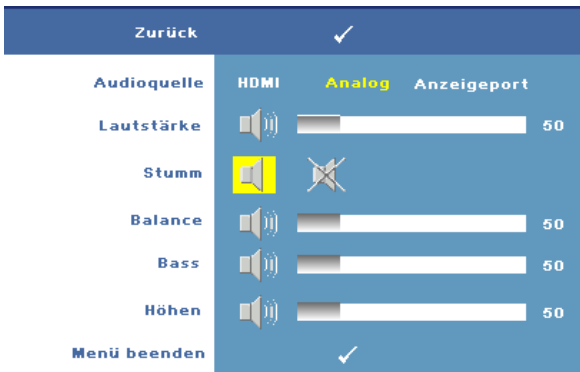 Zurück
Audioquelle HDMI Analog Anzeigeport
Lautstärke 50
Stumm
Balance 50
Bass 50
Höhen 50
Menü beenden